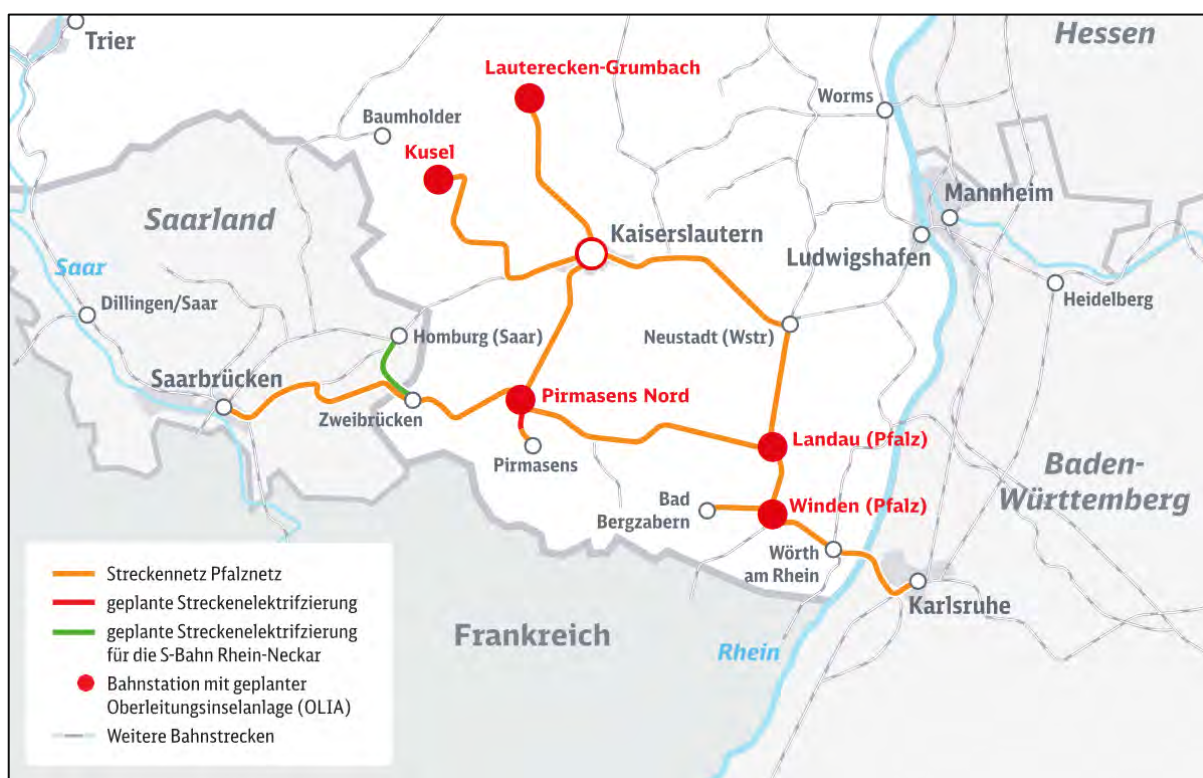 Trier
Hessen
Lauterecken-Grumbach
Worms
Baumholder
Kusel
Mannheim
Saarland
Kaiserslautern
Ludwigshafen
Saar
Dillingen/Saar
Heidelberg
Homburg (Saar)
Neustadt (Wstr)
Saarbrücken
Pirmasens Nord
Zweibrücken
Landau (Pfalz)
Pirmasens
Baden-
Württemberg
Bad
Bergzabern
Winden (Pfalz)
Wörth
am Rhein
Karlsruhe
Frankreich
Rhein
Streckennetz Pfalznetz
geplante Streckenelektrifzierung
geplante Streckenelektrifzierung
für die S-Bahn Rhein-Neckar
Bahnstation mit geplanter
Oberleitungsinselanlage (OLIA)
Weitere Bahnstrecken